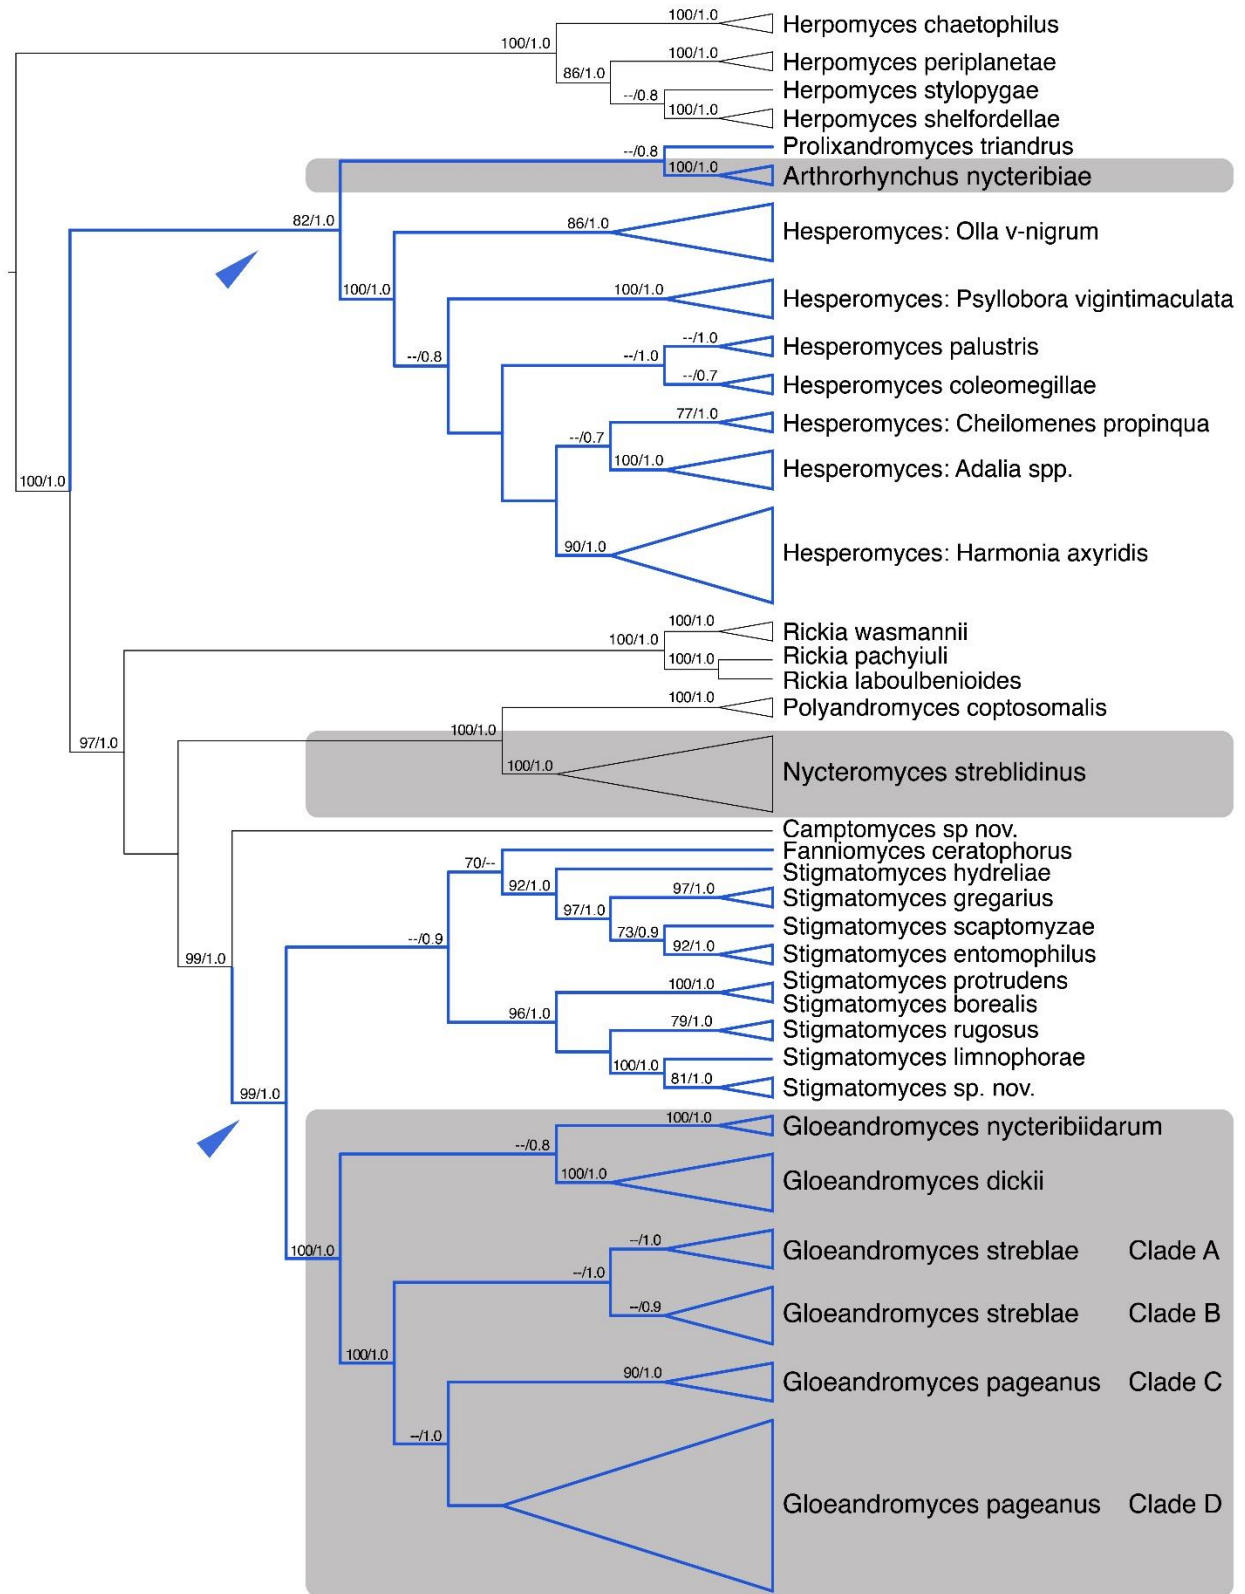 100/1.0
Herpomyces chaetophilus
100/1.0
100/1.0
Herpomyces periplanetae
86/1.0
Herpomyces stylopygae
--/0.8
100/1.0
Herpomyces shelfordellae
Prolixandromyces triandrus
--/0.8
100/1.0
Arthrorhynchus nycteribiae
82/1.0
86/1.0
Hesperomyces: Olla v-nigrum
100/1.0
100/1.0
Hesperomyces: Psyllobora vigintimaculata
--/1.0
Hesperomyces palustris
--/0.8
--/1.0
--/0.7
Hesperomyces coleomegillae
77/1.0
Hesperomyces: Cheilomenes propinqua
--/0.7
100/1.0
Hesperomyces: Adalia spp.
100/1.0
90/1.0
Hesperomyces: Harmonia axyridis
100/1.0
Rickia wasmannii
100/1.0
100/1.0
Rickia pachyiuli
Rickia laboulbenioides
100/1.0
Polyandromyces coptosomalis
97/1.0
100/1.0
100/1.0
Nycteromyces streblidinus
Camptomyces sp nov.
Fanniomyces ceratophorus
70/--
Stigmatomyces hydreliae
92/1.0
97/1.0
Stigmatomyces gregarius
97/1.0
Stigmatomyces scaptomyzae
73/0.9
--/0.9
92/1.0
Stigmatomyces entomophilus
99/1.0
Stigmatomyces protrudens
100/1.0
Stigmatomyces borealis
96/1.0
79/1.0
Stigmatomyces rugosus
Stigmatomyces limnophorae
100/1.0
81/1.0
Stigmatomyces sp. nov.
99/1.0
100/1.0
Gloeandromyces nycteribiidarum
--/0.8
100/1.0
Gloeandromyces dickii
--/1.0
Gloeandromyces streblae Clade A
100/1.0
--/1.0
--/0.9
Gloeandromyces streblae Clade B
100/1.0
90/1.0
Gloeandromyces pageanus Clade C
--/1.0
Gloeandromyces pageanus Clade D